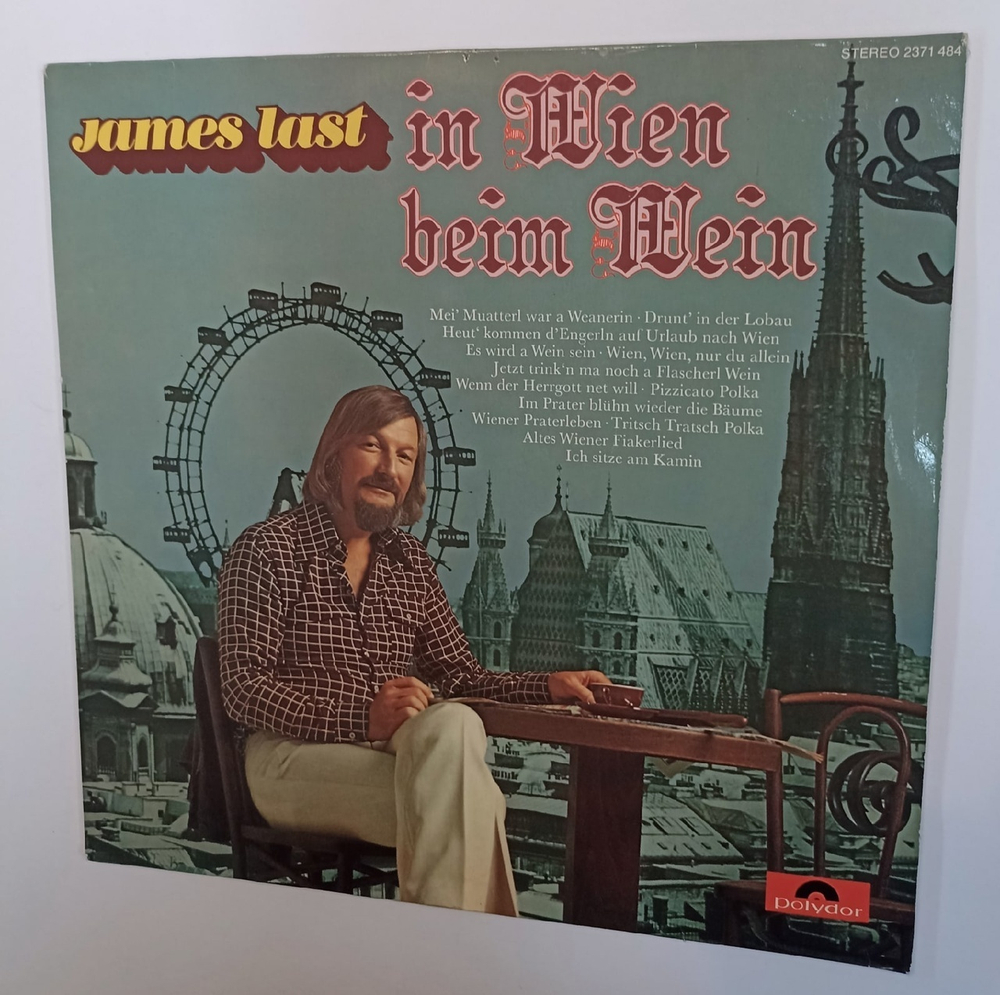 STEREO 2371 484
james last
in Wien
beim Wein
Mei' Muatterl war a Weanerin · Drunt' in der Lobau
Heut' kommen d'Engerln auf Urlaub nach Wien
Es wird a Wein sein · Wien, Wien, nur du allein
Jetzt trink'n ma noch a Flascherl Wein
Wenn der Herrgott net will · Pizzicato Polka
Im Prater blühn wieder die Bäume
Wiener Praterleben · Tritsch Tratsch Polka
Altes Wiener Fiakerlied
Ich sitze am Kamin
polydor